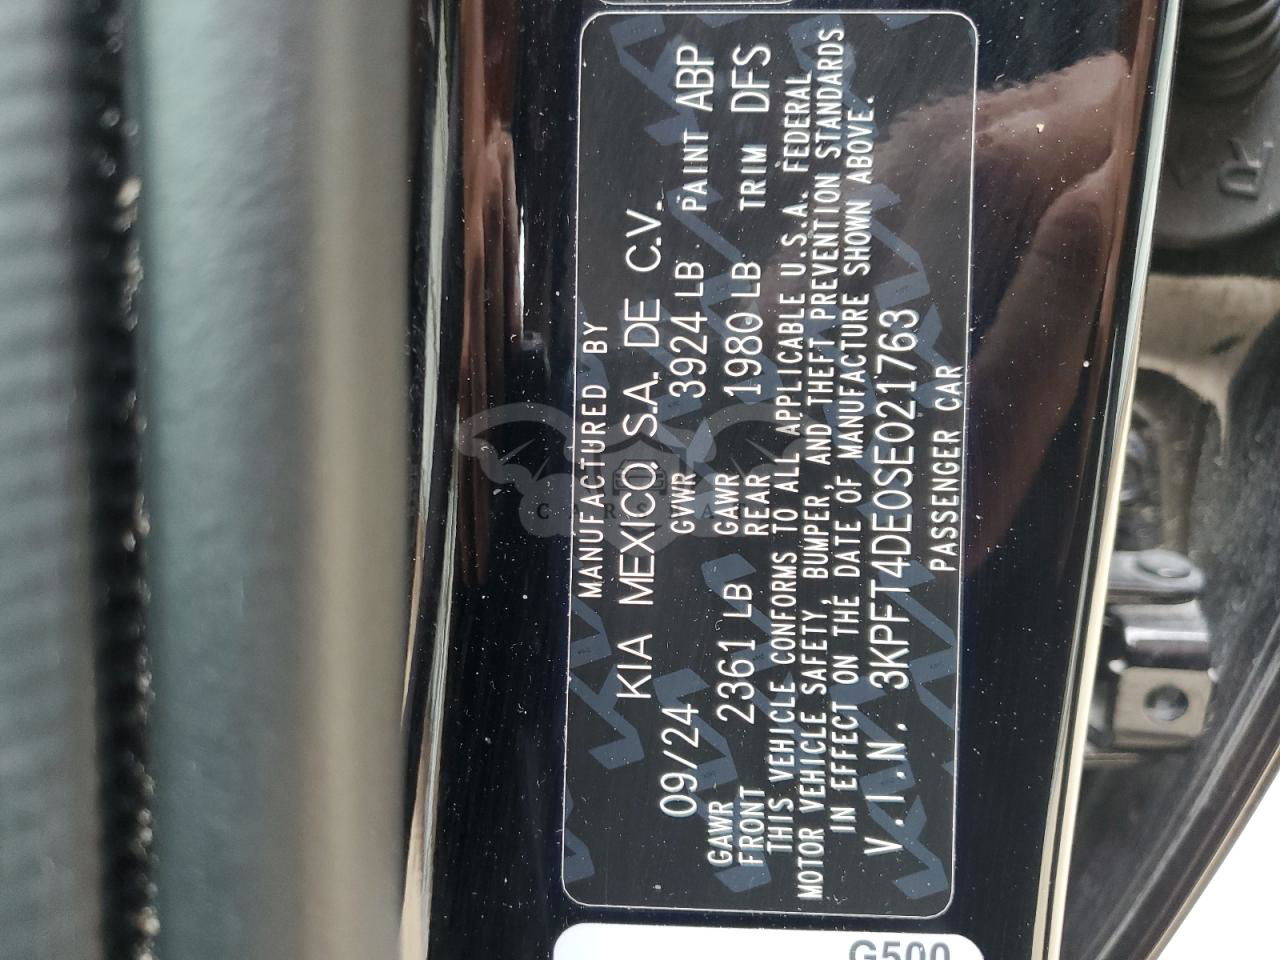 MANUFACTURED BY
KIA MEXICO, S.A. DE C.V.
09/24 GVWR 3924 LB PAINT ABP
GAWR FRONT 2361 LB GAWR REAR 1980 LB TRIM DFS
THIS VEHICLE CONFORMS TO ALL APPLICABLE U.S.A. FEDERAL
MOTOR VEHICLE SAFETY, BUMPER, AND THEFT PREVENTION STANDARDS
IN EFFECT ON THE DATE OF MANUFACTURE SHOWN ABOVE.
V.I.N. 3KPFT4DE0SE021763
PASSENGER CAR
G500